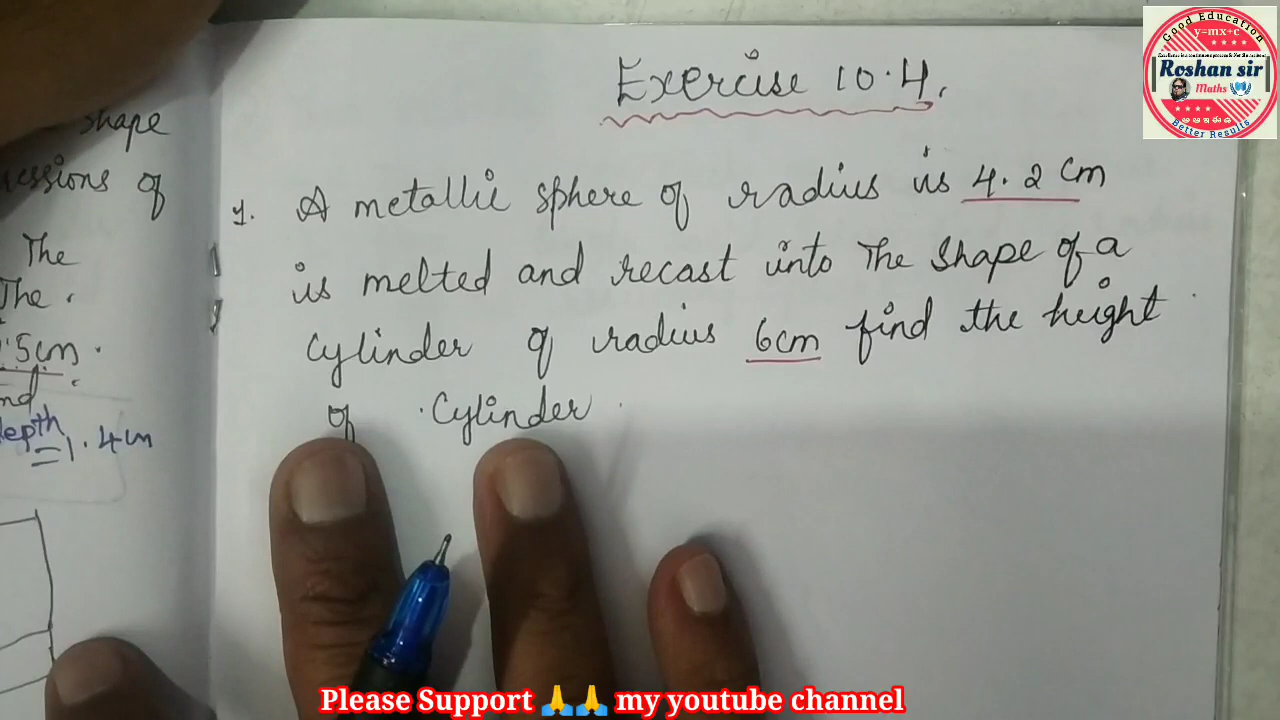 Exercise 10.4.
shape
ressions of
The
The.
.5cm.
depth
=1.4cm
1. A metallic sphere of radius is 4.2 cm
is melted and recast into The Shape of a
Cylinder of radius 6cm find the height
of Cylinder.
Good Education
y=mx+c
Roshan sir
Maths
Better Results
Please Support 🙏🙏 my youtube channel